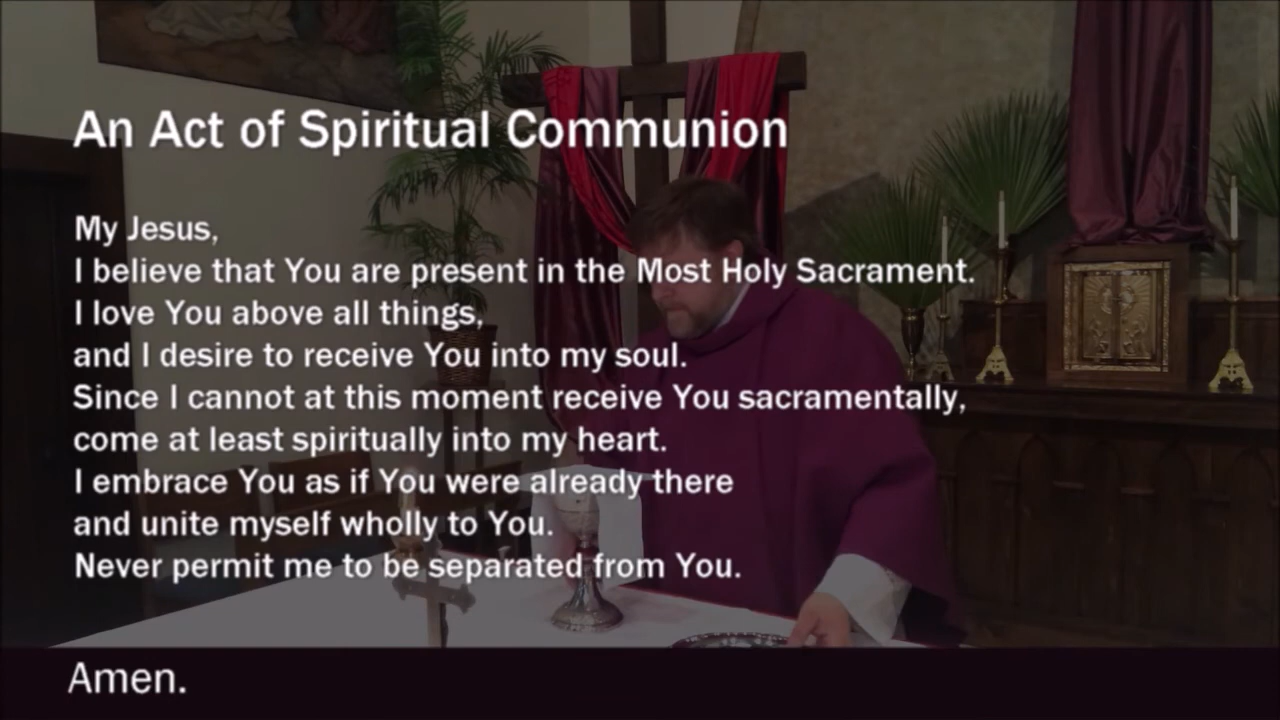 An Act of Spiritual Communion
My Jesus,
I believe that You are present in the Most Holy Sacrament.
I love You above all things,
and I desire to receive You into my soul.
Since I cannot at this moment receive You sacramentally,
come at least spiritually into my heart.
I embrace You as if You were already there
and unite myself wholly to You.
Never permit me to be separated from You.
Amen.